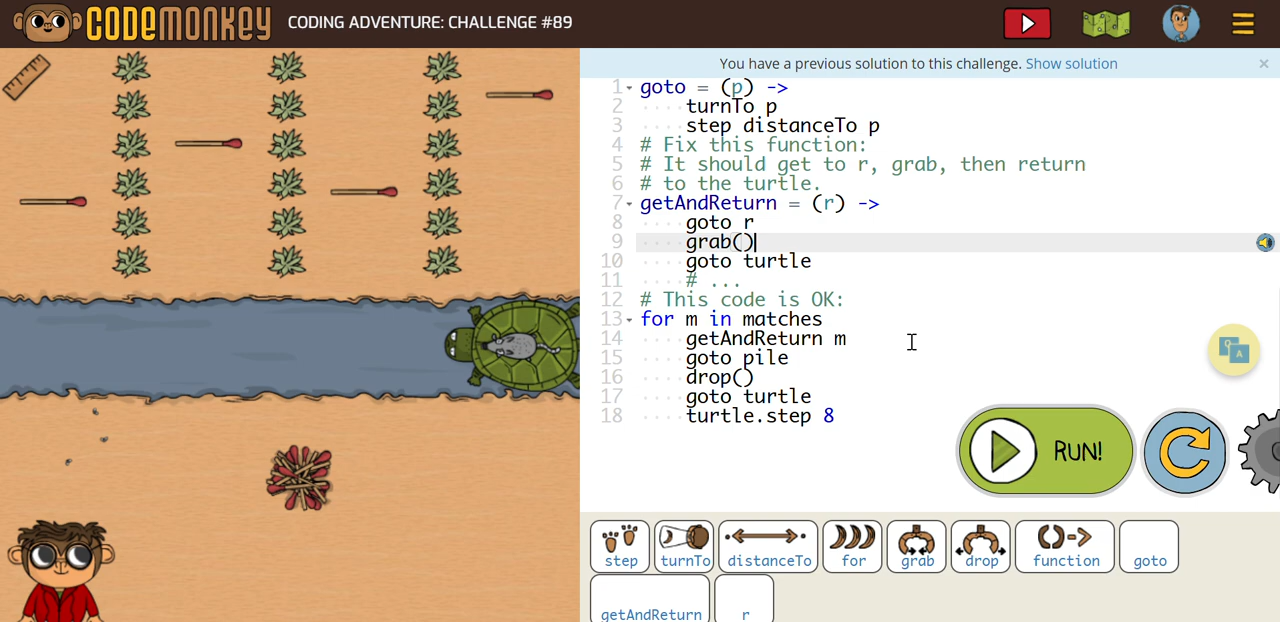 CODEMONKEY CODING ADVENTURE: CHALLENGE #89
You have a previous solution to this challenge. Show solution ×
1 goto = (p) ->
2 turnTo p
3 step distanceTo p
4 # Fix this function:
5 # It should get to r, grab, then return
6 # to the turtle.
7 getAndReturn = (r) ->
8 goto r
9 grab()
10 goto turtle
11 # ...
12 # This code is OK:
13 for m in matches
14 getAndReturn m
15 goto pile
16 drop()
17 goto turtle
18 turtle.step 8
Q A
RUN!
step turnTo distanceTo for grab drop function goto
getAndReturn r